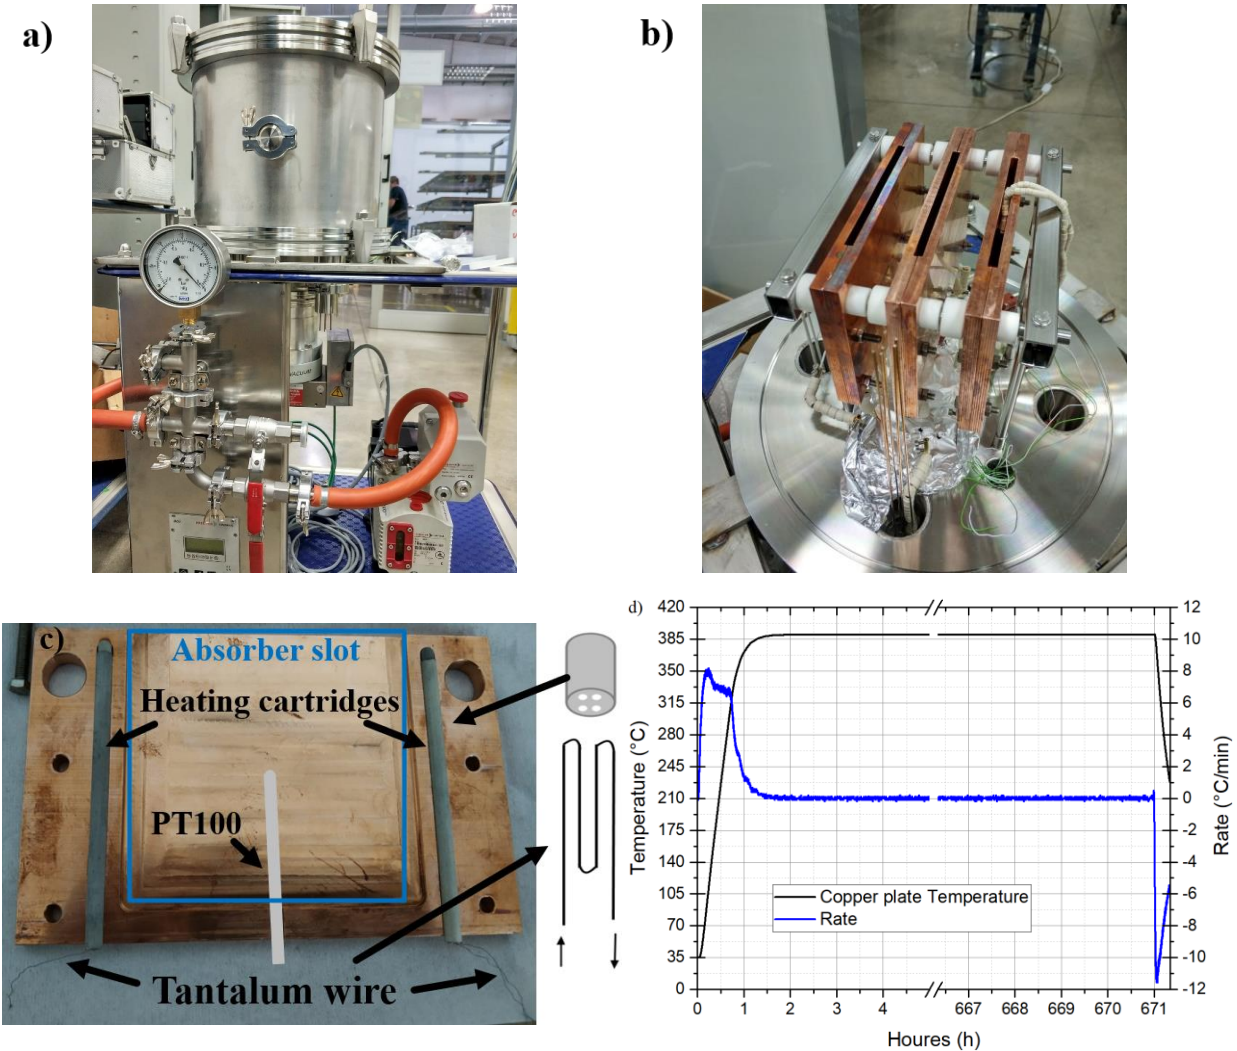 a)
b)
VACUUM
c)
Absorber slot
Heating cartridges
PT100
Tantalum wire
d)
Temperature (°C)
420
385
350
315
280
245
210
175
140
105
70
35
0
12
10
8
6
4
2
0
-2
-4
-6
-8
-10
-12
Rate (°C/min)
Copper plate Temperature
Rate
0 1 2 3 4 667 668 669 670 671
Houres (h)